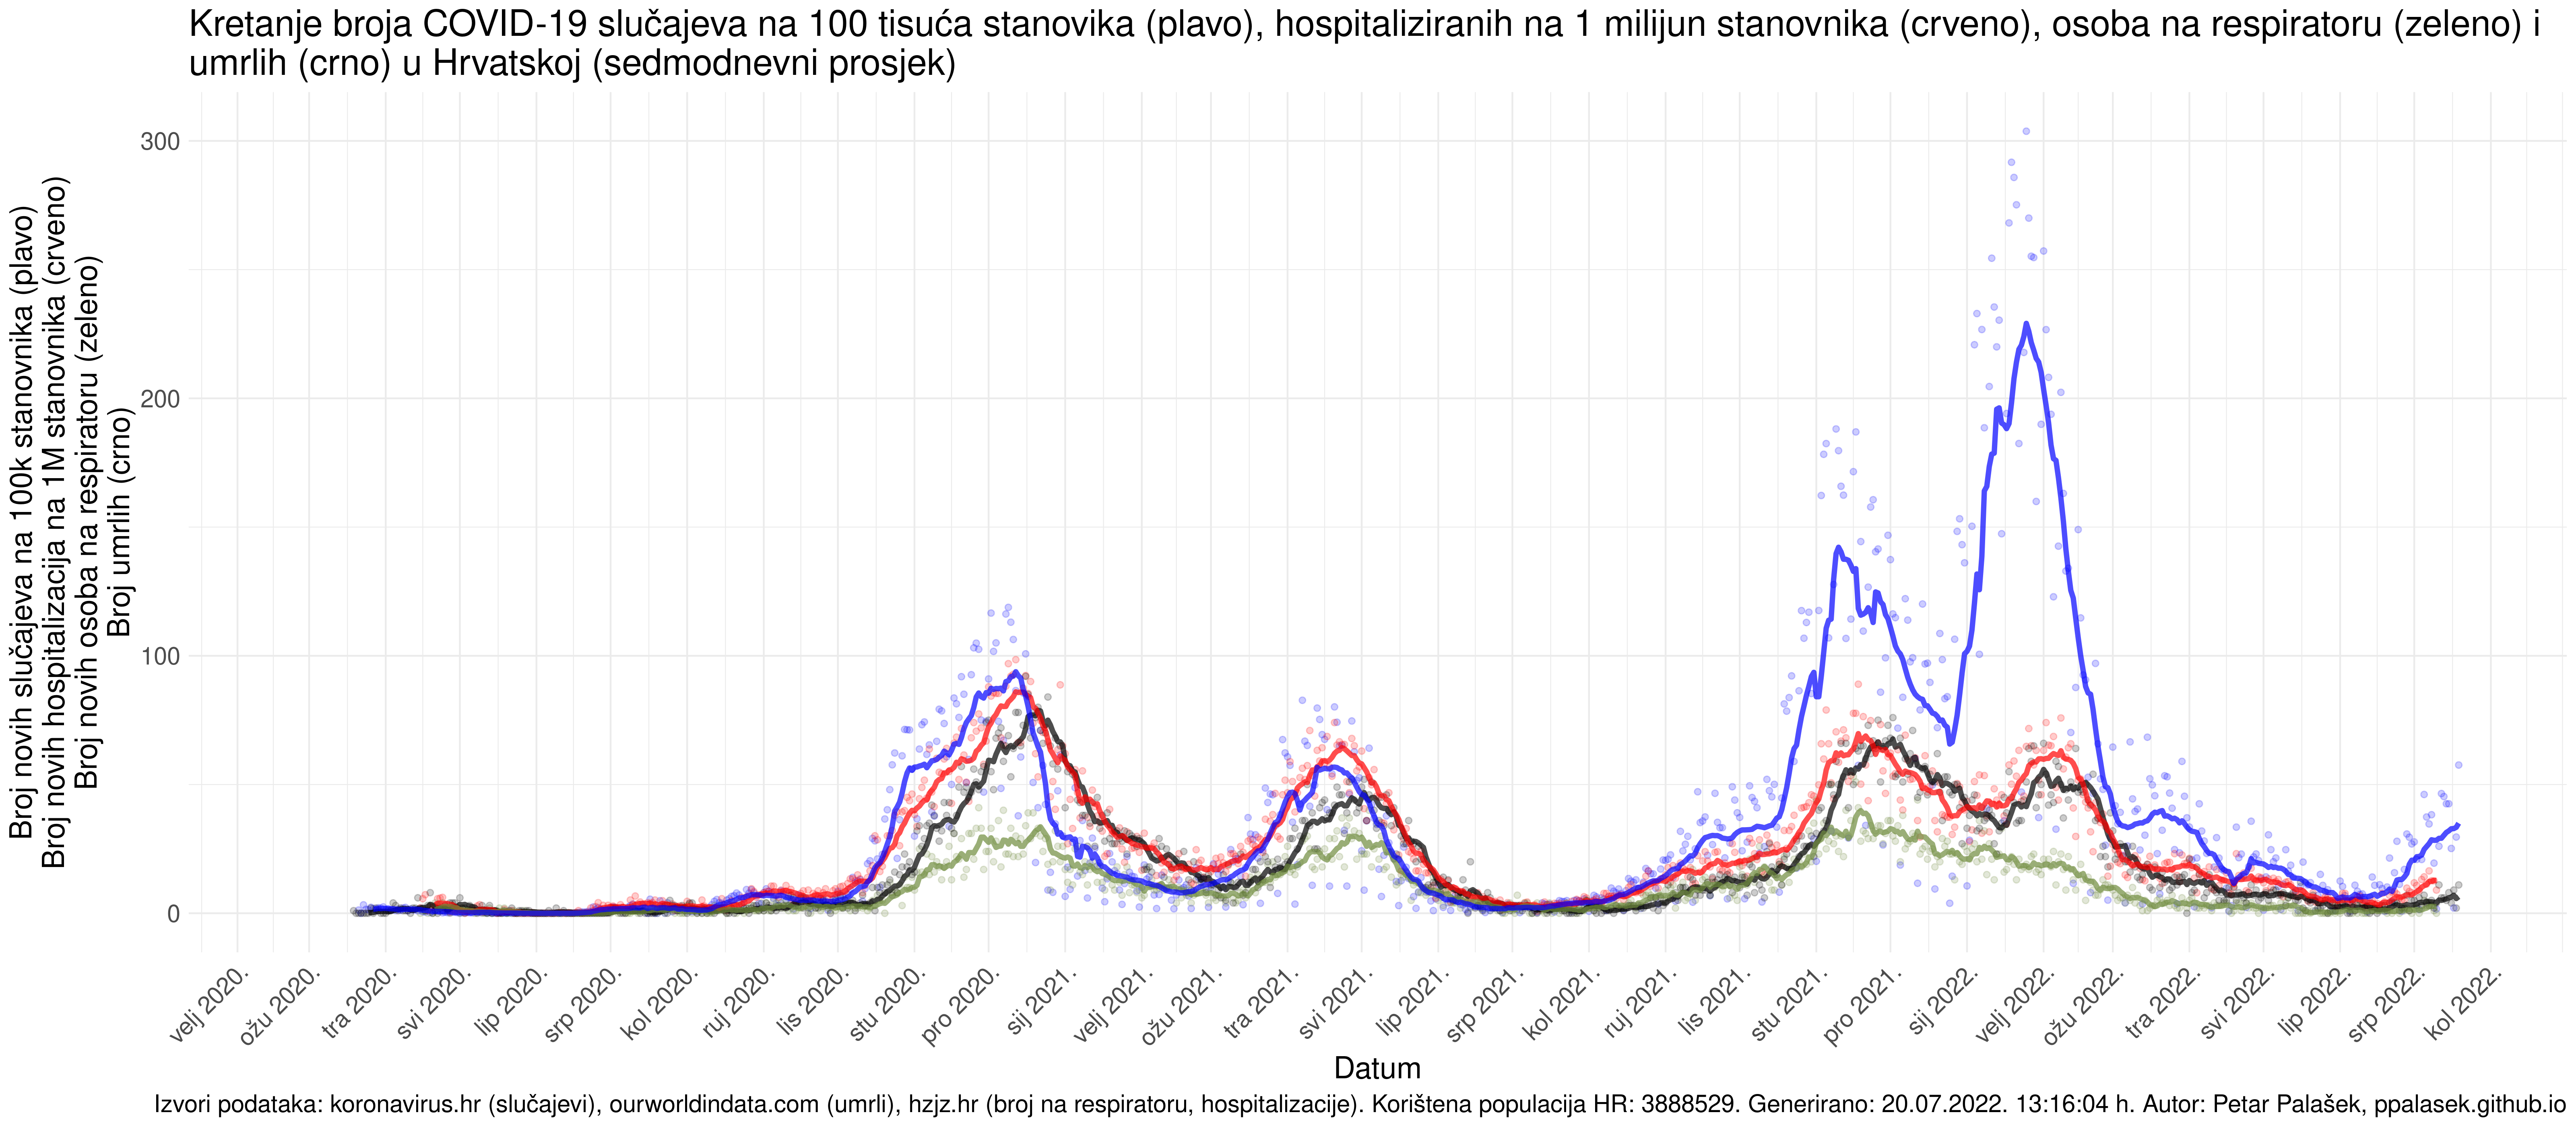 Kretanje broja COVID-19 slučajeva na 100 tisuća stanovika (plavo), hospitaliziranih na 1 milijun stanovnika (crveno), osoba na respiratoru (zeleno) i
umrlih (crno) u Hrvatskoj (sedmodnevni prosjek)
Broj novih slučajeva na 100k stanovnika (plavo)
Broj novih hospitalizacija na 1M stanovnika (crveno)
Broj novih osoba na respiratoru (zeleno)
Broj umrlih (crno)
300
200
100
0
velj 2020.
ožu 2020.
tra 2020.
svi 2020.
lip 2020.
srp 2020.
kol 2020.
ruj 2020.
lis 2020.
stu 2020.
pro 2020.
sij 2021.
velj 2021.
ožu 2021.
tra 2021.
svi 2021.
lip 2021.
srp 2021.
kol 2021.
ruj 2021.
lis 2021.
stu 2021.
pro 2021.
sij 2022.
velj 2022.
ožu 2022.
tra 2022.
svi 2022.
lip 2022.
srp 2022.
kol 2022.
Datum
Izvori podataka: koronavirus.hr (slučajevi), ourworldindata.com (umrli), hzjz.hr (broj na respiratoru, hospitalizacije). Korištena populacija HR: 3888529. Generirano: 20.07.2022. 13:16:04 h. Autor: Petar Palašek, ppalasek.github.io